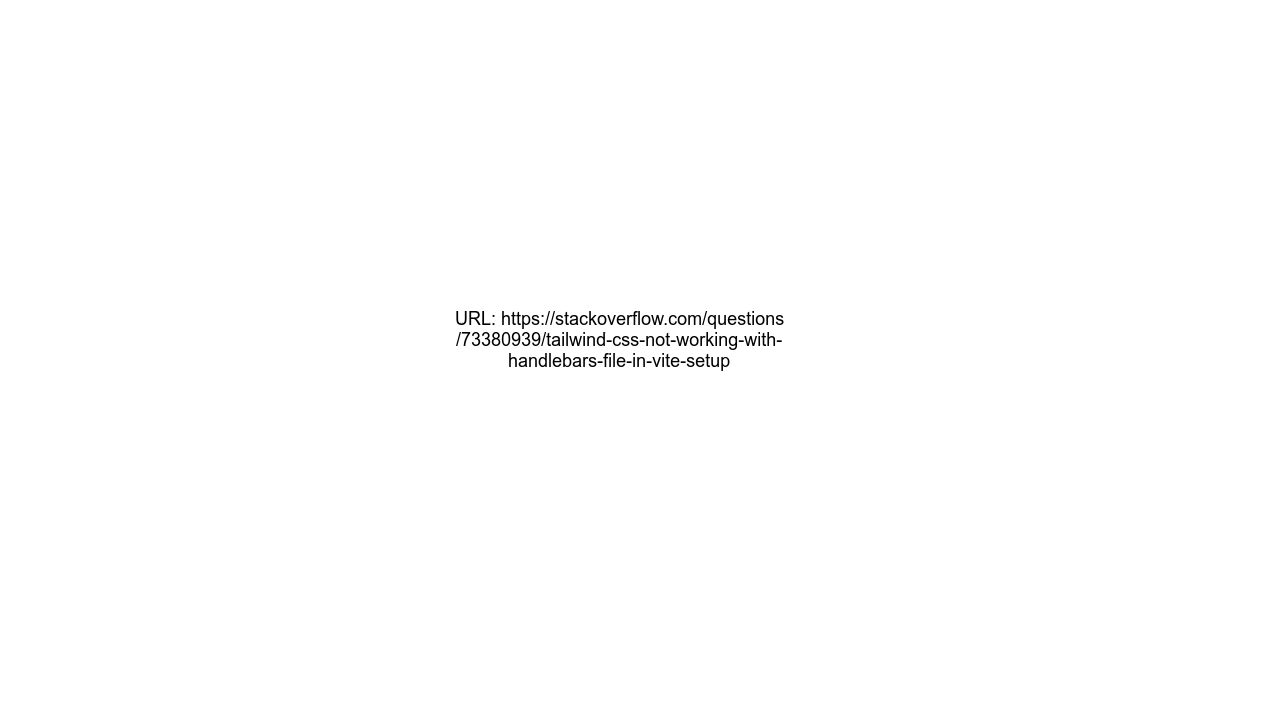 URL: https://stackoverflow.com/questions
/73380939/tailwind-css-not-working-with-
handlebars-file-in-vite-setup